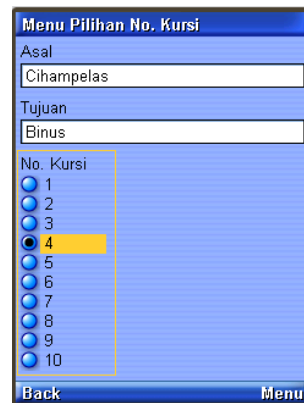 Menu Pilihan No. Kursi
Asal
Cihampelas
Tujuan
Binus
No. Kursi
1
2
3
4
5
6
7
8
9
10
Back Menu